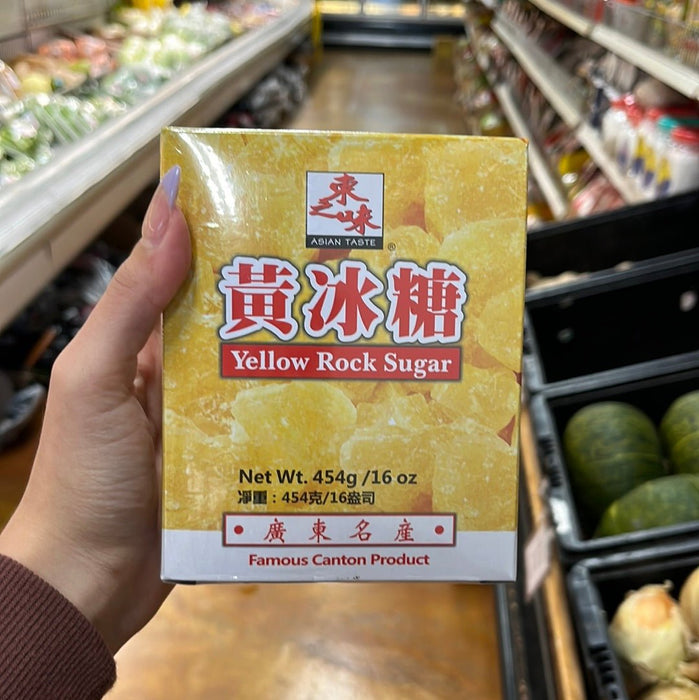 東之味
ASIAN TASTE
®
黃冰糖
Yellow Rock Sugar
Net Wt. 454g /16 oz
淨重：454克/16盎司
• 廣東名產 •
Famous Canton Product